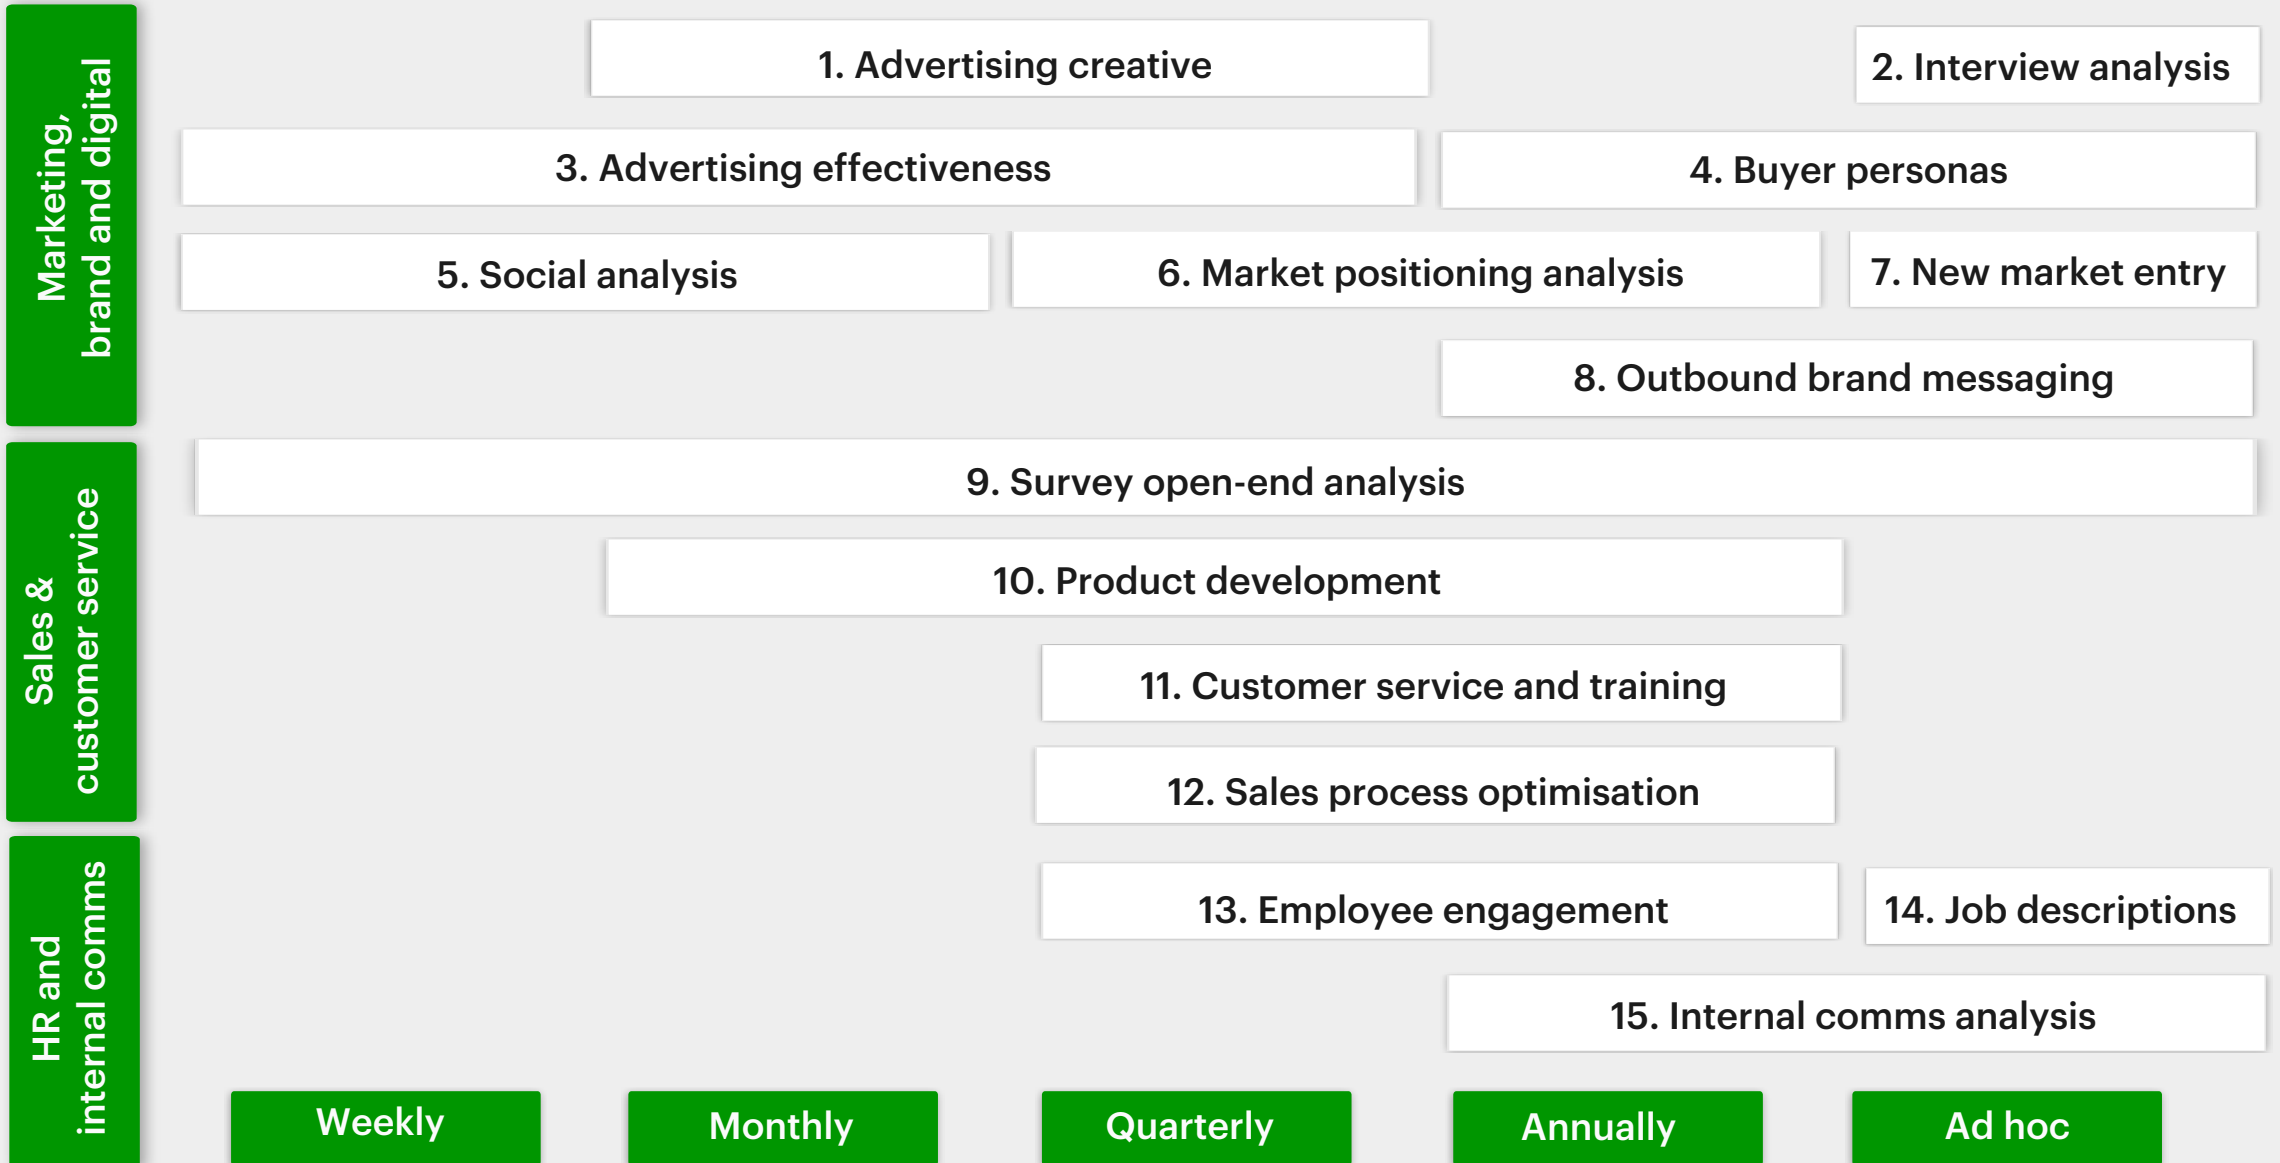 Marketing,
brand and digital
1. Advertising creative
2. Interview analysis
3. Advertising effectiveness
4. Buyer personas
5. Social analysis
6. Market positioning analysis
7. New market entry
8. Outbound brand messaging
Sales &
customer service
9. Survey open-end analysis
10. Product development
11. Customer service and training
12. Sales process optimisation
HR and
internal comms
13. Employee engagement
14. Job descriptions
15. Internal comms analysis
Weekly
Monthly
Quarterly
Annually
Ad hoc